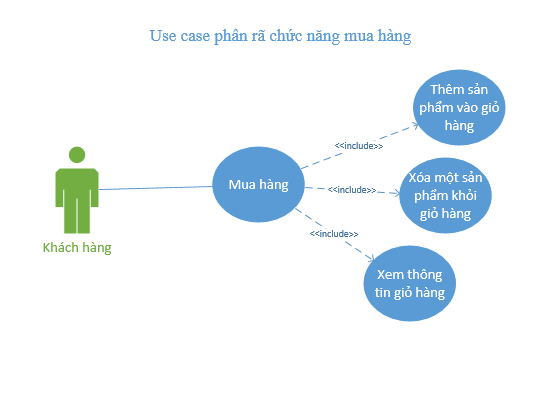 Use case phân rã chức năng mua hàng
Thêm sản
phẩm vào giỏ
hàng
<<include>>
Mua hàng
<<include>>
Xóa một sản
phẩm khỏi
giỏ hàng
Khách hàng
<<include>>
Xem thông
tin giỏ hàng